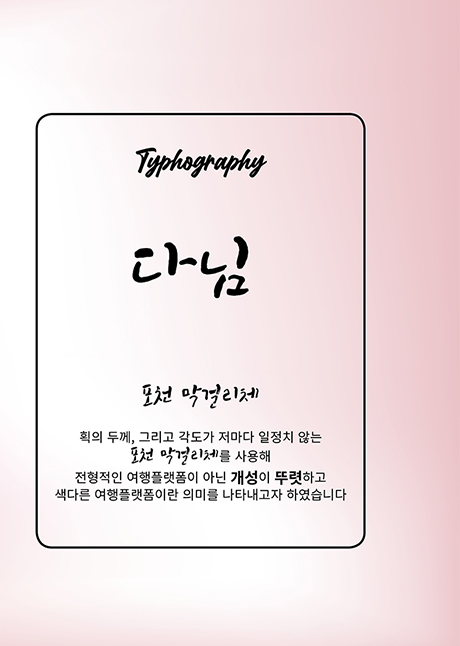 Typhography
다님
포천 막걸리체
획의 두께, 그리고 각도가 저마다 일정치 않는
포천 막걸리체를 사용해
전형적인 여행플랫폼이 아닌 개성이 뚜렷하고
색다른 여행플랫폼이란 의미를 나타내고자 하였습니다